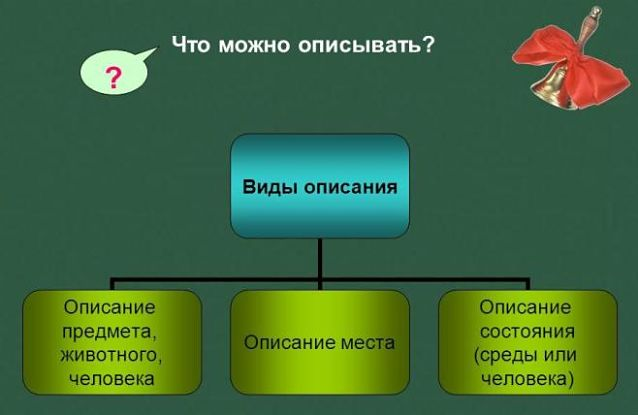 Что можно описывать?
?
Виды описания
Описание
предмета,
животного,
человека
Описание места
Описание
состояния
(среды или
человека)